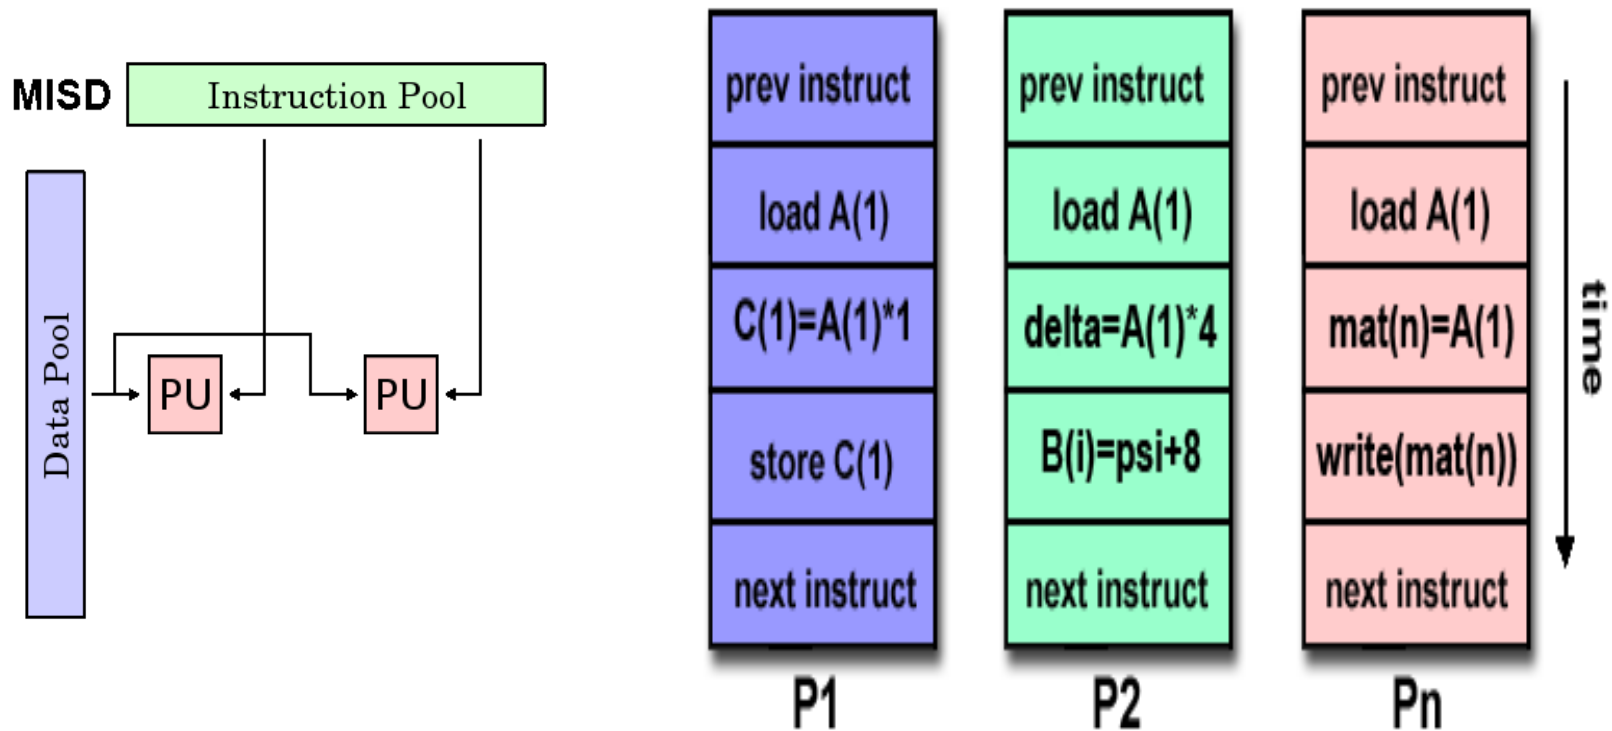 MISD
Instruction Pool
Data Pool
PU
PU
prev instruct
load A(1)
C(1)=A(1)*1
store C(1)
next instruct
P1
prev instruct
load A(1)
delta=A(1)*4
B(i)=psi+8
next instruct
P2
prev instruct
load A(1)
mat(n)=A(1)
write(mat(n))
next instruct
Pn
time